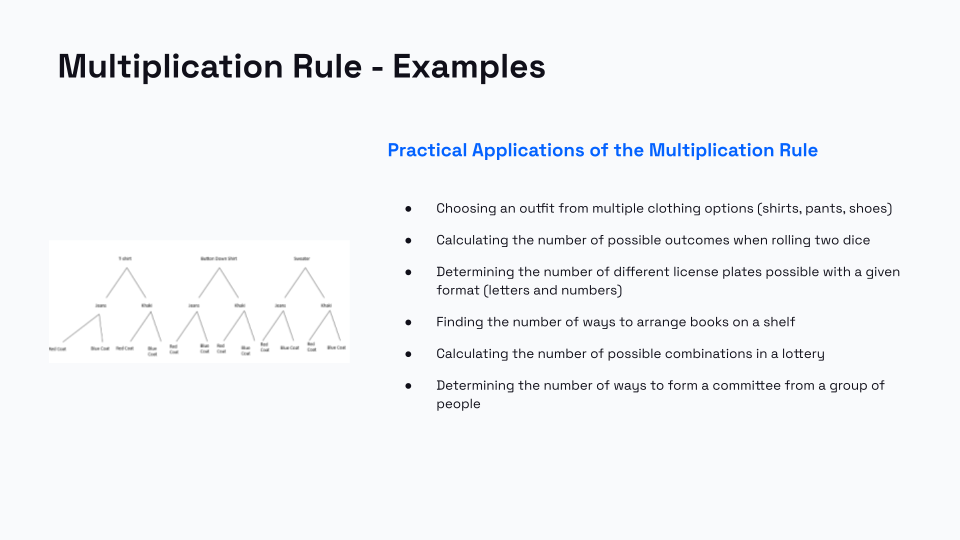 Multiplication Rule - Examples
Practical Applications of the Multiplication Rule
● Choosing an outfit from multiple clothing options (shirts, pants, shoes)
● Calculating the number of possible outcomes when rolling two dice
● Determining the number of different license plates possible with a given
format (letters and numbers)
● Finding the number of ways to arrange books on a shelf
● Calculating the number of possible combinations in a lottery
● Determining the number of ways to form a committee from a group of
people
T-shirt Button Down Shirt Sweater
Jeans Khaki Jeans Khaki Jeans Khaki
Red Coat Blue Coat Red Coat Blue Coat Red Coat Blue Coat Red Coat Blue Coat Red Coat Blue Coat Red Coat Blue Coat